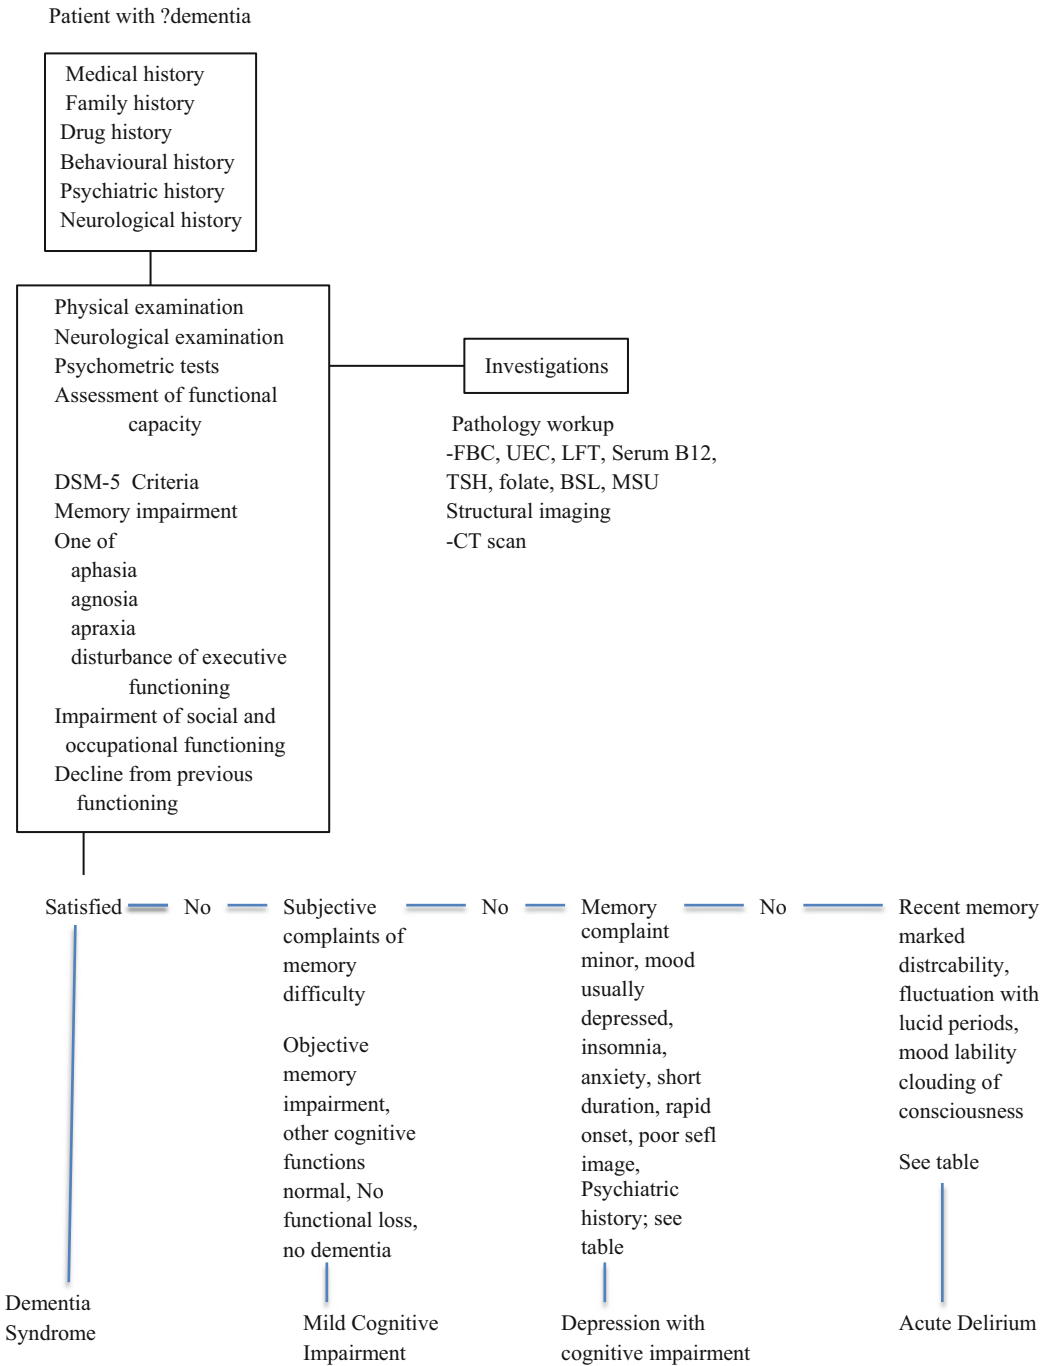 Patient with ?dementia
Medical history
Family history
Drug history
Behavioural history
Psychiatric history
Neurological history
Physical examination
Neurological examination
Psychometric tests
Assessment of functional
capacity
DSM-5 Criteria
Memory impairment
One of
aphasia
agnosia
apraxia
disturbance of executive
functioning
Impairment of social and
occupational functioning
Decline from previous
functioning
Investigations
Pathology workup
-FBC, UEC, LFT, Serum B12,
TSH, folate, BSL, MSU
Structural imaging
-CT scan
Satisfied
No
Subjective
complaints of
memory
difficulty
Objective
memory
impairment,
other cognitive
functions
normal, No
functional loss,
no dementia
No
Memory
complaint
minor, mood
usually
depressed,
insomnia,
anxiety, short
duration, rapid
onset, poor sefl
image,
Psychiatric
history; see
table
No
Recent memory
marked
distrcability,
fluctuation with
lucid periods,
mood lability
clouding of
consciousness
See table
Dementia
Syndrome
Mild Cognitive
Impairment
Depression with
cognitive impairment
Acute Delirium